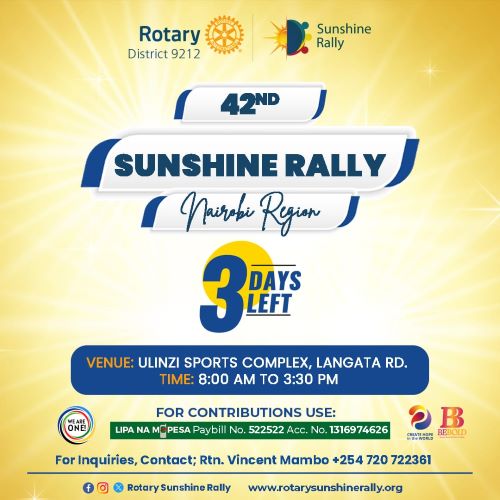 Rotary
District 9212
Sunshine
Rally
42ND
SUNSHINE RALLY
Nairobi Region
3 DAYS
LEFT
VENUE: ULINZI SPORTS COMPLEX, LANGATA RD.
TIME: 8:00 AM TO 3:30 PM
FOR CONTRIBUTIONS USE:
WE ARE
ONE!
LIPA NA M PESA Paybill No. 522522 Acc. No. 1316974626
CREATE HOPE
in the WORLD
BB
BEBOLD
For Inquiries, Contact; Rtn. Vincent Mambo +254 720 722361
Rotary Sunshine Rally www.rotarysunshinerally.org